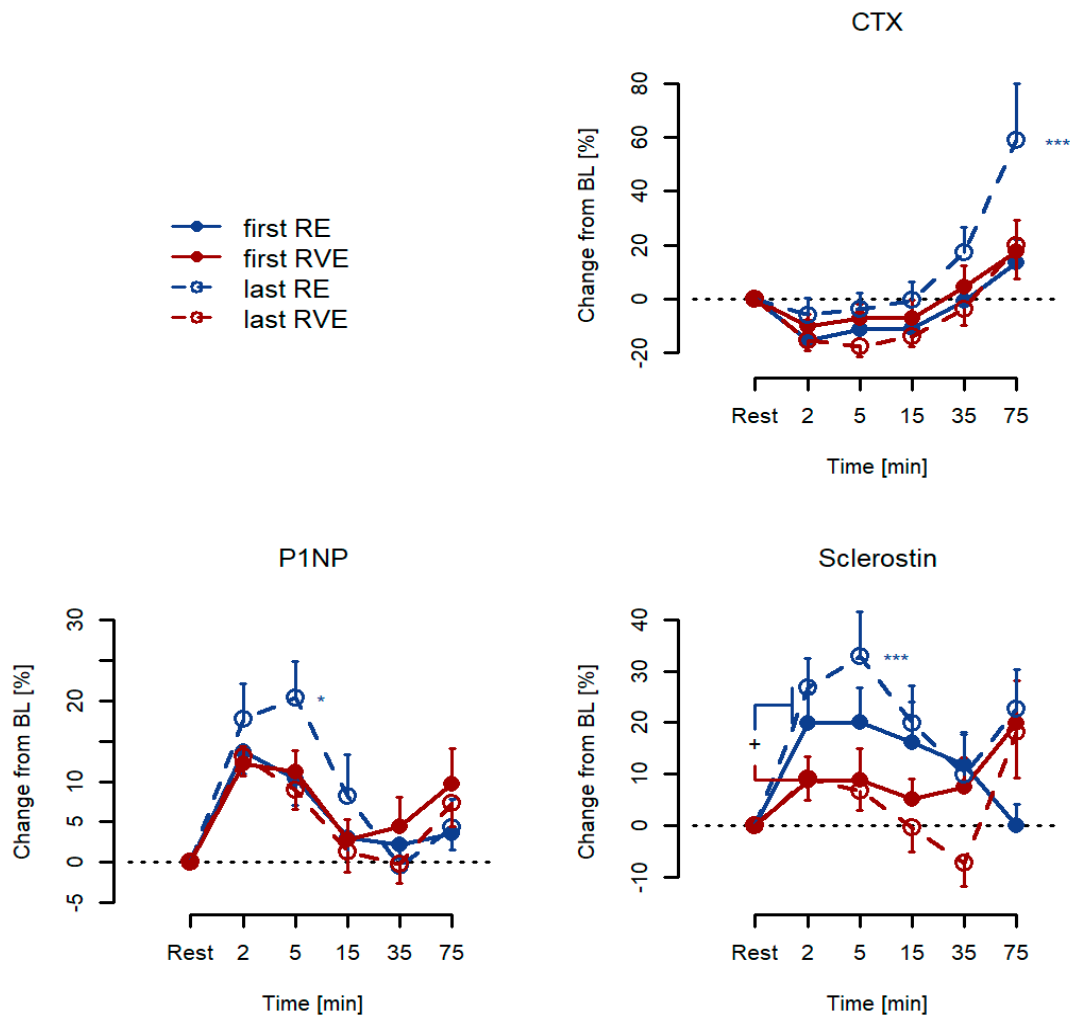 CTX
Change from BL [%]
80
60
40
20
0
-20
***
Rest 2 5 15 35 75
Time [min]
first RE
first RVE
last RE
last RVE
P1NP
Change from BL [%]
30
20
10
5
0
-5
*
Rest 2 5 15 35 75
Time [min]
Sclerostin
Change from BL [%]
40
30
20
10
0
-10
***
+
Rest 2 5 15 35 75
Time [min]